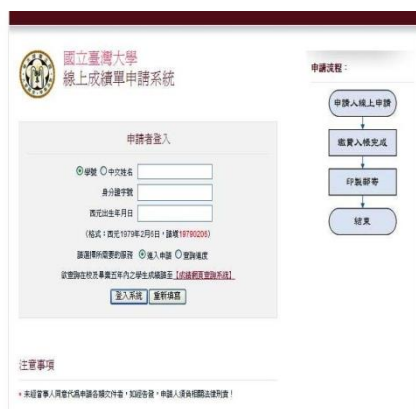 國立臺灣大學
線上成績單申請系統
申請者登入
學號 中文姓名
身分證字號
西元出生年月日
(格式：西元1979年2月6日，請填19790206)
請選擇所需要的服務 進入申請 查詢進度
欲查詢在校及畢業五年內之學生成績請至【成績網頁查詢系統】
登入系統 重新填寫
注意事項
未經當事人同意代為申請各類文件者，如經告發，申請人須負相關法律刑責！
申請流程：
申請人線上申請
繳費入帳完成
印製郵寄
結束